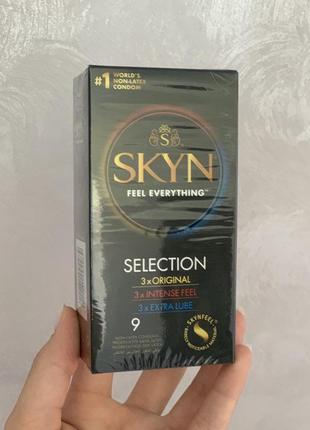 #1 WORLD'S
NON-LATEX
CONDOM
S
SKYN
FEEL EVERYTHING™
SELECTION
3 x ORIGINAL
3 x INTENSE FEEL
3 x EXTRA LUBE
9
SKYNFEEL